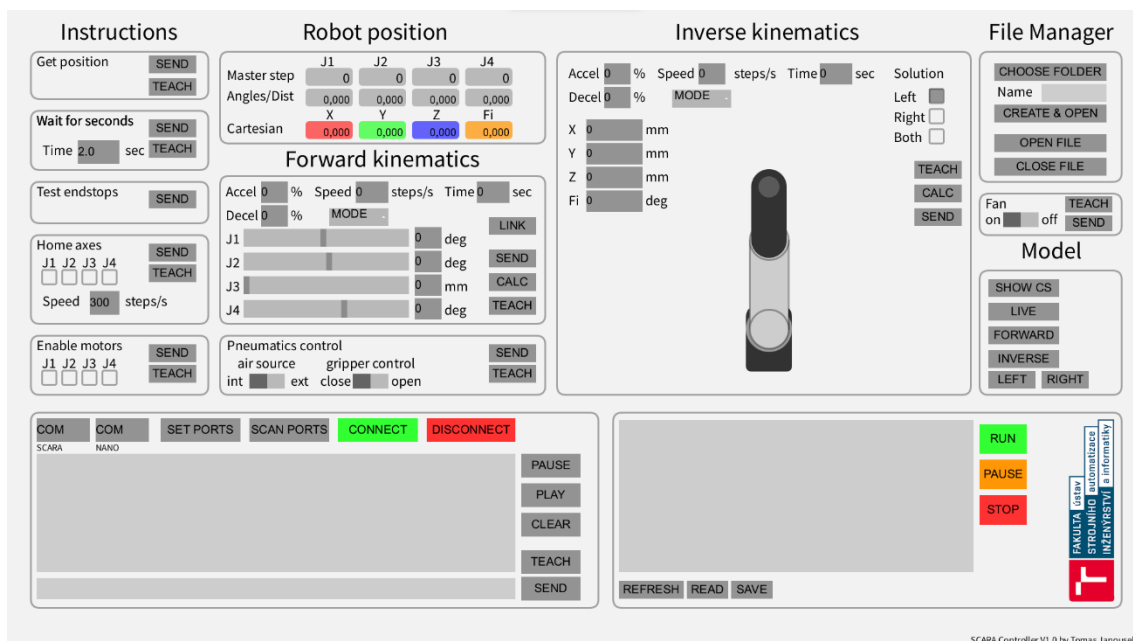 Instructions
Get position SEND
TEACH
Wait for seconds SEND
Time 2.0 sec TEACH
Test endstops SEND
Home axes SEND
J1 J2 J3 J4 TEACH
Speed 300 steps/s
Enable motors SEND
J1 J2 J3 J4 TEACH
Robot position
J1 J2 J3 J4
Master step 0 0 0 0
Angles/Dist 0,000 0,000 0,000 0,000
X Y Z Fi
Cartesian 0,000 0,000 0,000 0,000
Forward kinematics
Accel 0 % Speed 0 steps/s Time 0 sec
Decel 0 % MODE
LINK
J1 0 deg
J2 0 deg SEND
J3 0 mm CALC
J4 0 deg TEACH
Pneumatics control SEND
air source gripper control
int ext close open TEACH
Inverse kinematics
Accel 0 % Speed 0 steps/s Time 0 sec Solution
Decel 0 % MODE Left
Right
Both
X 0 mm
Y 0 mm
Z 0 mm
Fi 0 deg
TEACH
CALC
SEND
File Manager
CHOOSE FOLDER
Name
CREATE & OPEN
OPEN FILE
CLOSE FILE
Fan TEACH
on off SEND
Model
SHOW CS
LIVE
FORWARD
INVERSE
LEFT RIGHT
COM COM SET PORTS SCAN PORTS CONNECT DISCONNECT
SCARA NANO
PAUSE
PLAY
CLEAR
TEACH
SEND
RUN
PAUSE
STOP
REFRESH READ SAVE
FAKULTA ústav
STROJNÍHO automatizace
INŽENÝRSTVÍ a informatiky
SCARA Controller V1.0 by Tomas Jarousek